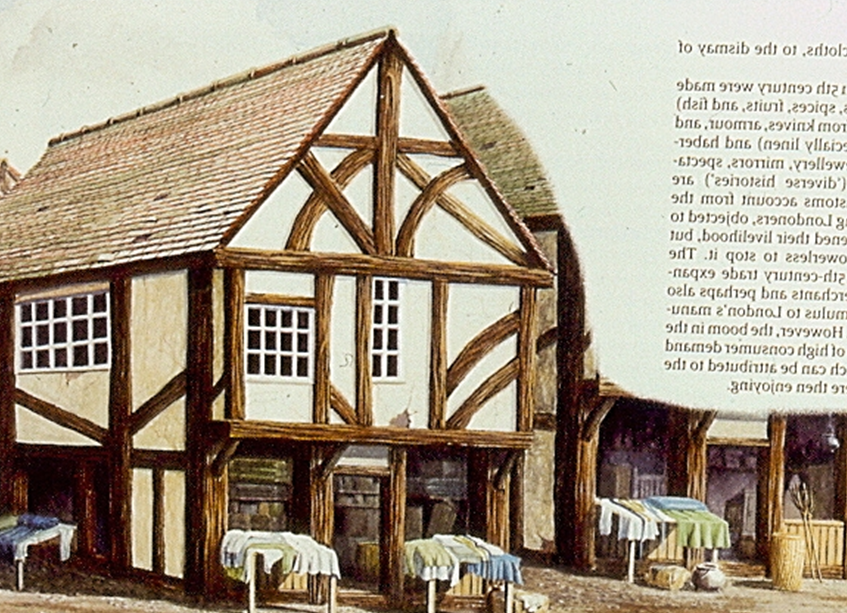 cloths, to the dismay of
15th century were made
spices, fruits, and fish)
rom knives, armour, and
ecially linen) and haber-
wellery, mirrors, specta-
('diverse histories') are
stoms account from the
g Londoners, objected to
ened their livelihood, but
owerless to stop it. The
5th-century trade expan-
erchants and perhaps also
mulus to London's manu-
However, the boom in the
of high consumer demand
ch can be attributed to the
ere then enjoying.